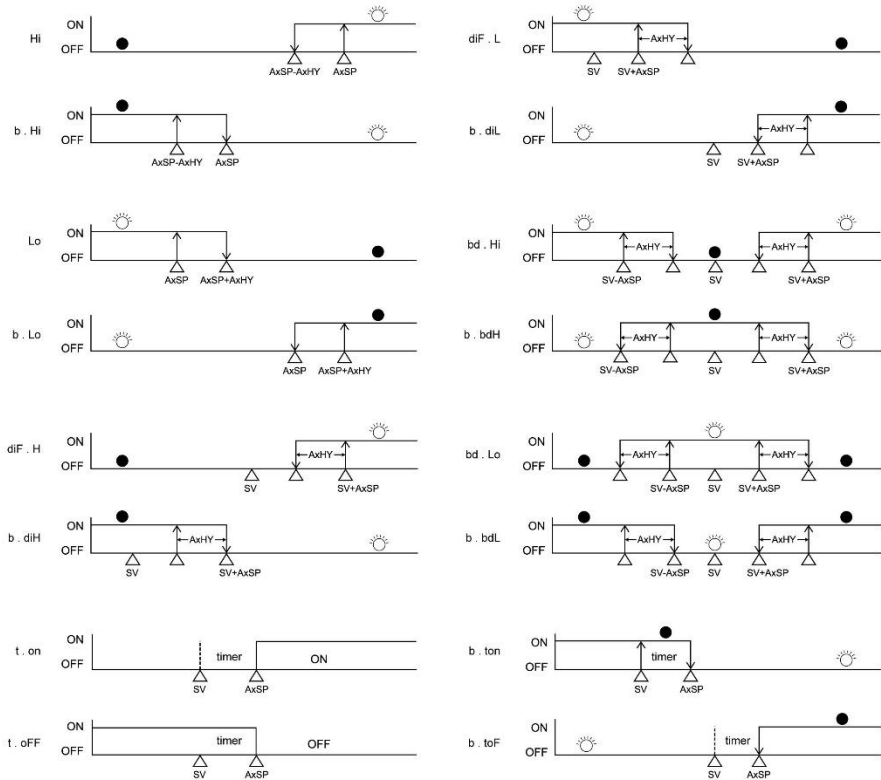 Hi
ON
OFF
AxSP-AxHY
AxSP
b . Hi
ON
OFF
AxSP-AxHY
AxSP
Lo
ON
OFF
AxSP
AxSP+AxHY
b . Lo
ON
OFF
AxSP
AxSP+AxHY
diF . H
ON
OFF
AxHY
SV
SV+AxSP
b . diH
ON
OFF
AxHY
SV
SV+AxSP
t . on
ON
OFF
timer
ON
SV
AxSP
t . oFF
ON
OFF
timer
OFF
SV
AxSP
diF . L
ON
OFF
AxHY
SV
SV+AxSP
b . diL
ON
OFF
AxHY
SV
SV+AxSP
bd . Hi
ON
OFF
AxHY
AxHY
SV-AxSP
SV
SV+AxSP
b . bdH
ON
OFF
AxHY
AxHY
SV-AxSP
SV
SV+AxSP
bd . Lo
ON
OFF
AxHY
AxHY
SV-AxSP
SV
SV+AxSP
b . bdL
ON
OFF
AxHY
AxHY
SV-AxSP
SV
SV+AxSP
b . ton
ON
OFF
timer
SV
AxSP
b . toF
ON
OFF
timer
SV
AxSP